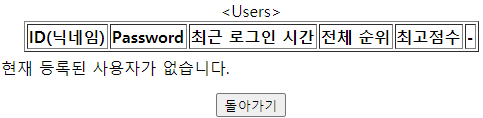 <Users>
ID(닉네임) Password 최근 로그인 시간 전체 순위 최고점수 -
현재 등록된 사용자가 없습니다.
돌아가기